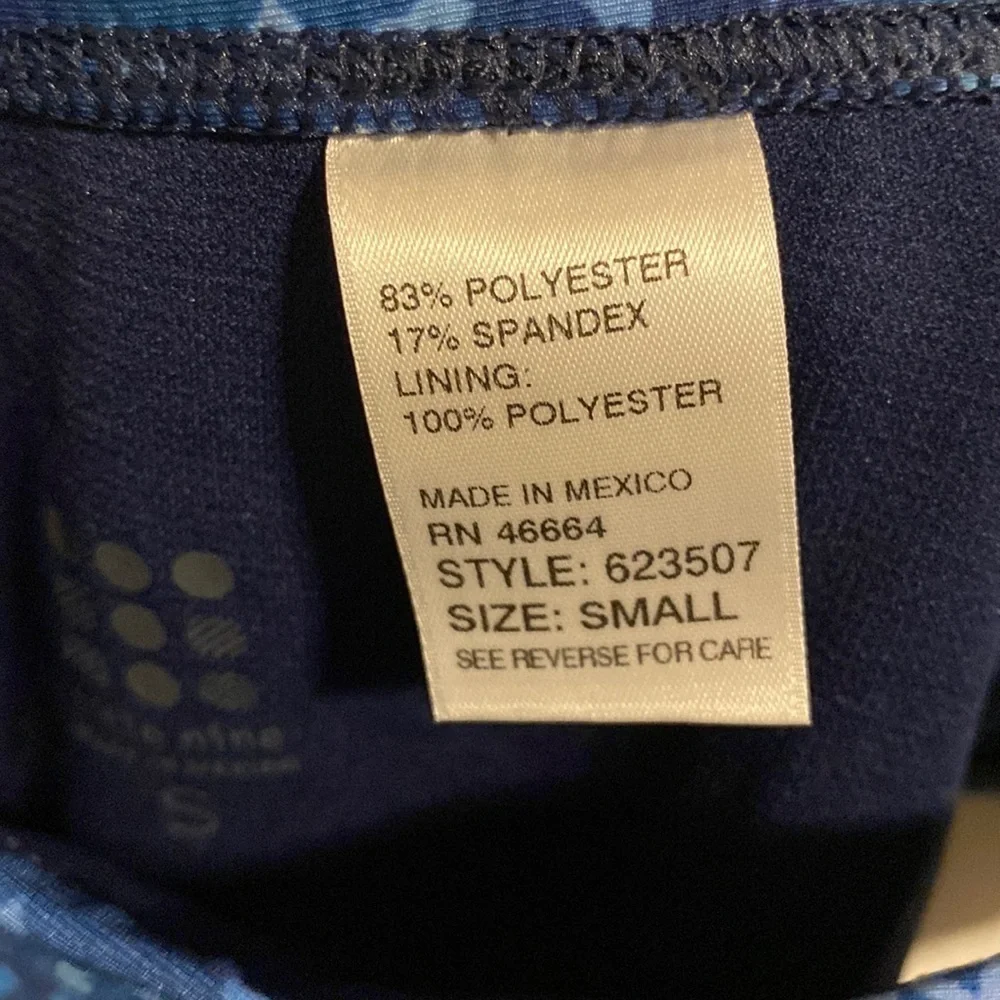 83% POLYESTER
17% SPANDEX
LINING:
100% POLYESTER
MADE IN MEXICO
RN 46664
STYLE: 623507
SIZE: SMALL
SEE REVERSE FOR CARE
nine
S